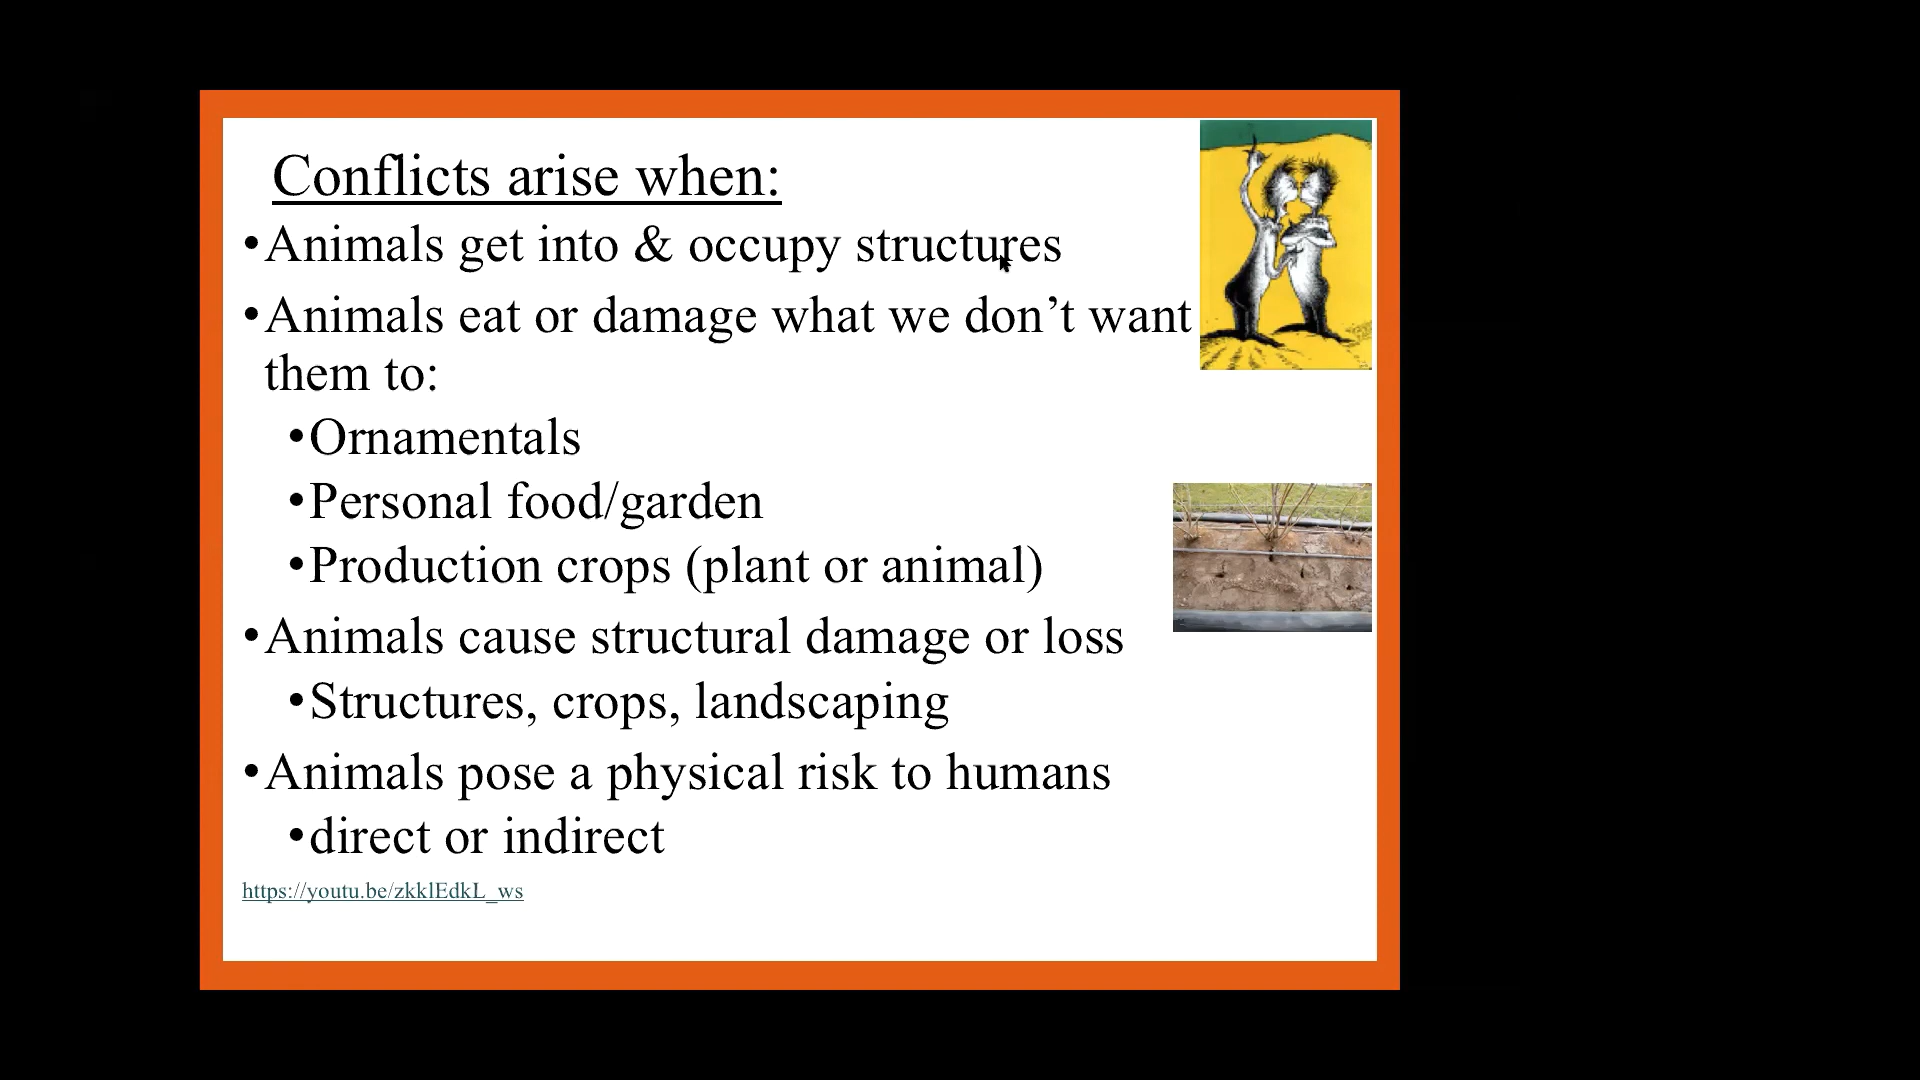 Conflicts arise when:
•Animals get into & occupy structures
•Animals eat or damage what we don’t want
them to:
•Ornamentals
•Personal food/garden
•Production crops (plant or animal)
•Animals cause structural damage or loss
•Structures, crops, landscaping
•Animals pose a physical risk to humans
•direct or indirect
https://youtu.be/zkklEdkL_ws